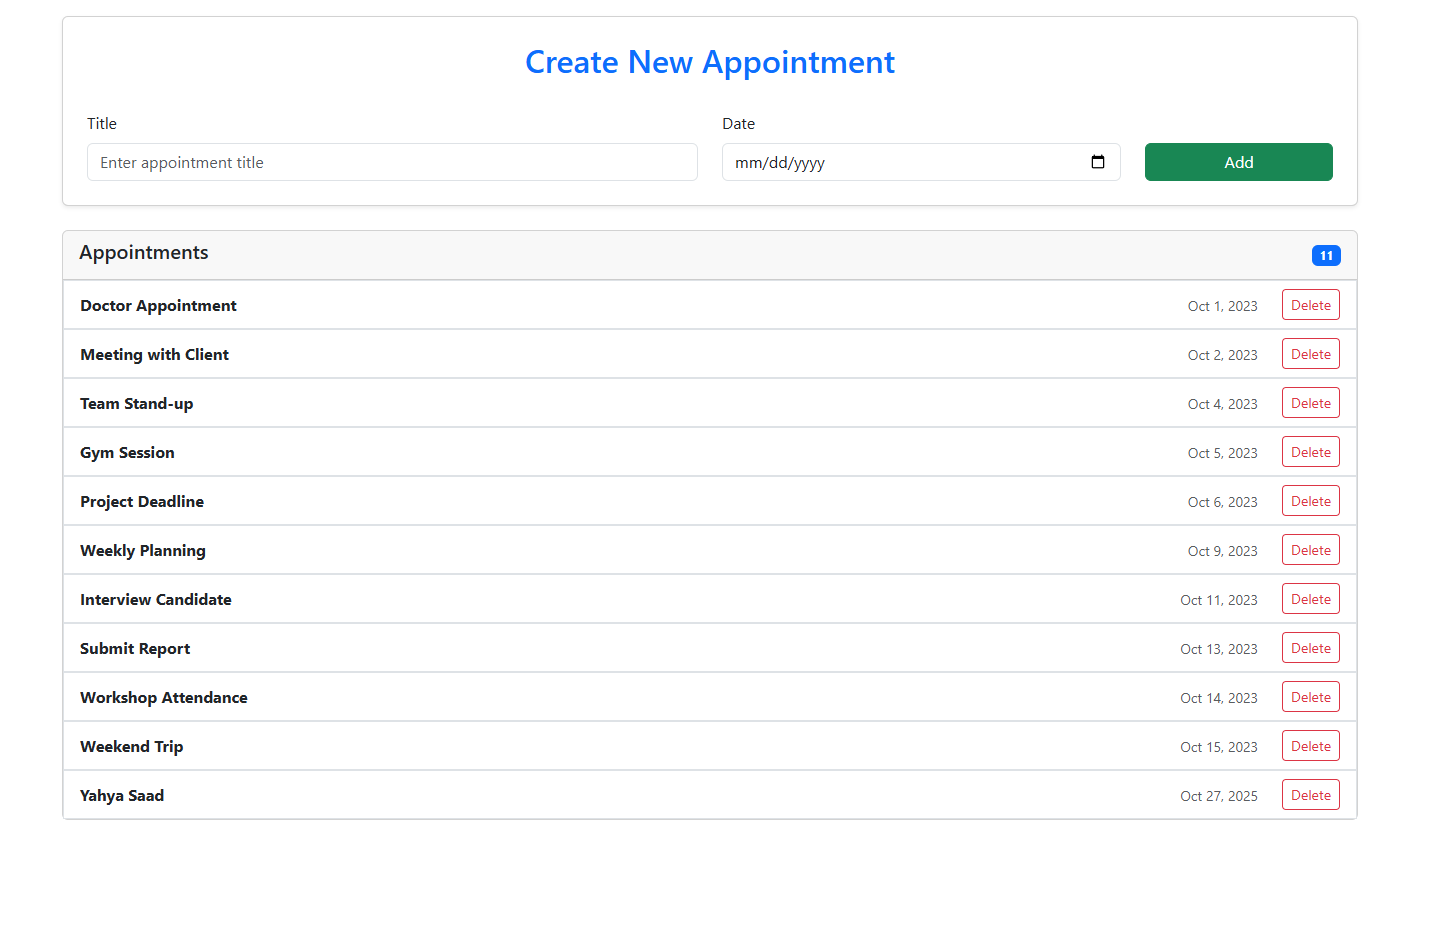 Create New Appointment
Title
Date
Enter appointment title
mm/dd/yyyy
Add
Appointments
11
Doctor Appointment Oct 1, 2023 Delete
Meeting with Client Oct 2, 2023 Delete
Team Stand-up Oct 4, 2023 Delete
Gym Session Oct 5, 2023 Delete
Project Deadline Oct 6, 2023 Delete
Weekly Planning Oct 9, 2023 Delete
Interview Candidate Oct 11, 2023 Delete
Submit Report Oct 13, 2023 Delete
Workshop Attendance Oct 14, 2023 Delete
Weekend Trip Oct 15, 2023 Delete
Yahya Saad Oct 27, 2025 Delete